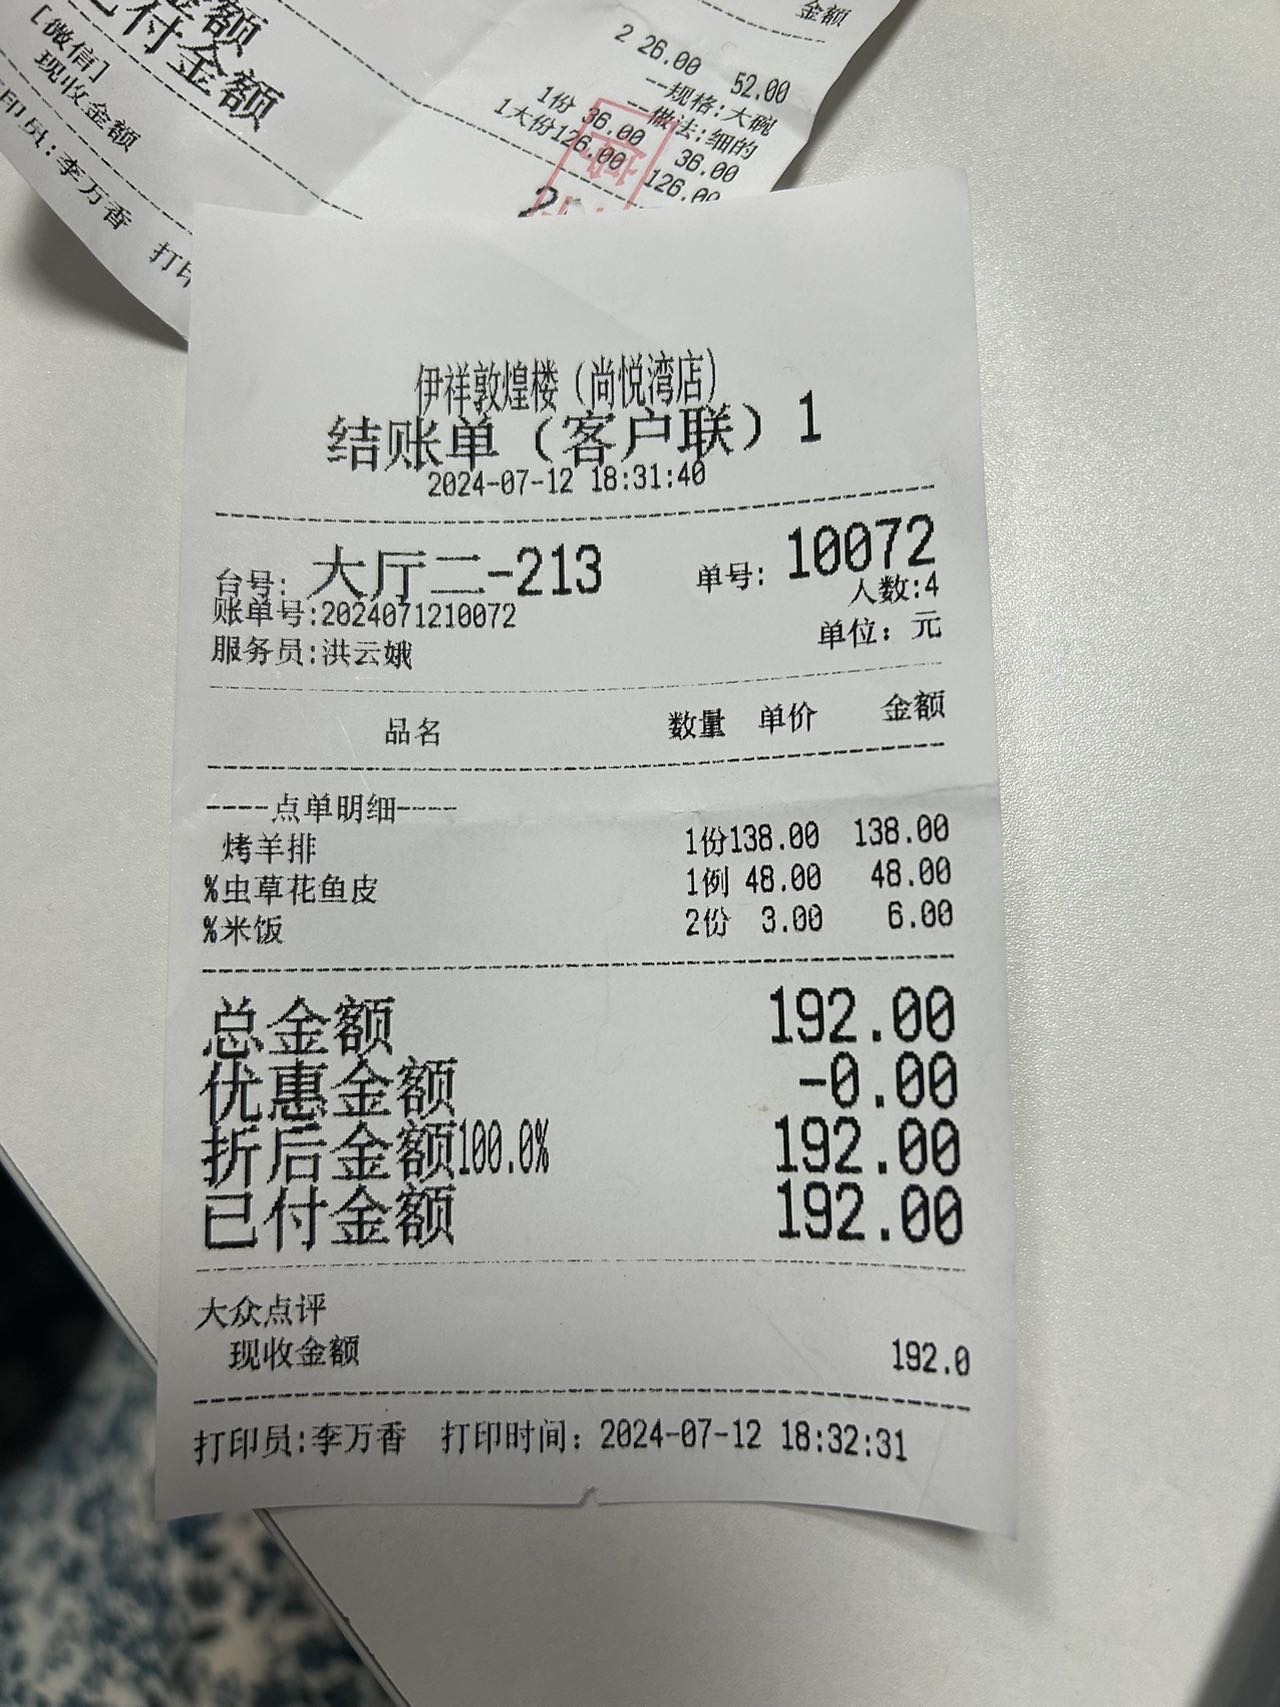 金额
已付金额
[微信]
现收金额
印员:李万香 打印
金额
2 26.00 52.00
--规格:大碗
--做法:细的
1份 36.00 36.00
1大份126.00 126.00
伊祥敦煌楼（尚悦湾店）
结账单（客户联）1
2024-07-12 18:31:40
台号: 大厅二-213 单号: 10072
账单号:2024071210072 人数:4
服务员:洪云娥 单位: 元
品名 数量 单价 金额
----点单明细----
烤羊排 1份138.00 138.00
%虫草花鱼皮 1例 48.00 48.00
%米饭 2份 3.00 6.00
总金额 192.00
优惠金额 -0.00
折后金额100.0% 192.00
已付金额 192.00
大众点评
现收金额 192.0
打印员:李万香 打印时间: 2024-07-12 18:32:31